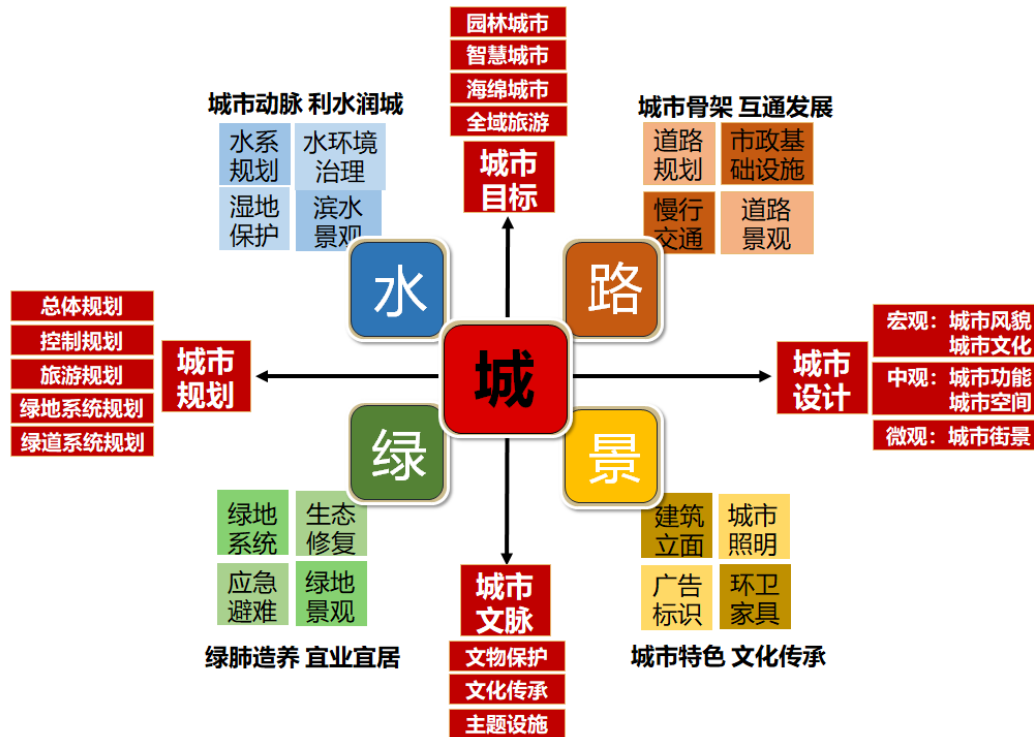 园林城市
智慧城市
海绵城市
全域旅游
城市
目标
城市动脉 利水润城
水系
规划
水环境
治理
湿地
保护
滨水
景观
城市骨架 互通发展
道路
规划
市政基
础设施
慢行
交通
道路
景观
水
路
城
绿
景
总体规划
控制规划
旅游规划
绿地系统规划
绿道系统规划
城市
规划
城市
设计
宏观：城市风貌
城市文化
中观：城市功能
城市空间
微观：城市街景
绿地
系统
生态
修复
应急
避难
绿地
景观
绿肺造养 宜业宜居
城市
文脉
文物保护
文化传承
主题设施
建筑
立面
城市
照明
广告
标识
环卫
家具
城市特色 文化传承